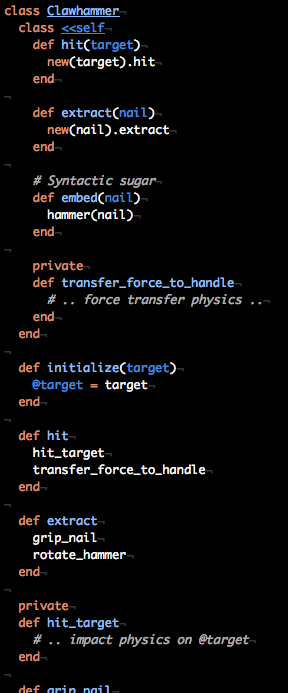 class Clawhammer¬
  class <<self
    def hit(target)¬
      new(target).hit¬
    end¬
¬
    def extract(nail)¬
      new(nail).extract¬
    end¬
¬
    # Syntactic sugar¬
    def embed(nail)¬
      hammer(nail)¬
    end¬
¬
    private¬
    def transfer_force_to_handle¬
      # .. force transfer physics ..¬
    end¬
  end¬
¬
  def initialize(target)¬
    @target = target¬
  end¬
¬
  def hit¬
    hit_target¬
    transfer_force_to_handle¬
  end¬
¬
  def extract¬
    grip_nail¬
    rotate_hammer¬
  end¬
¬
  private¬
  def hit_target¬
    # .. impact physics on @target¬
  end¬
¬
  def grip_nail¬